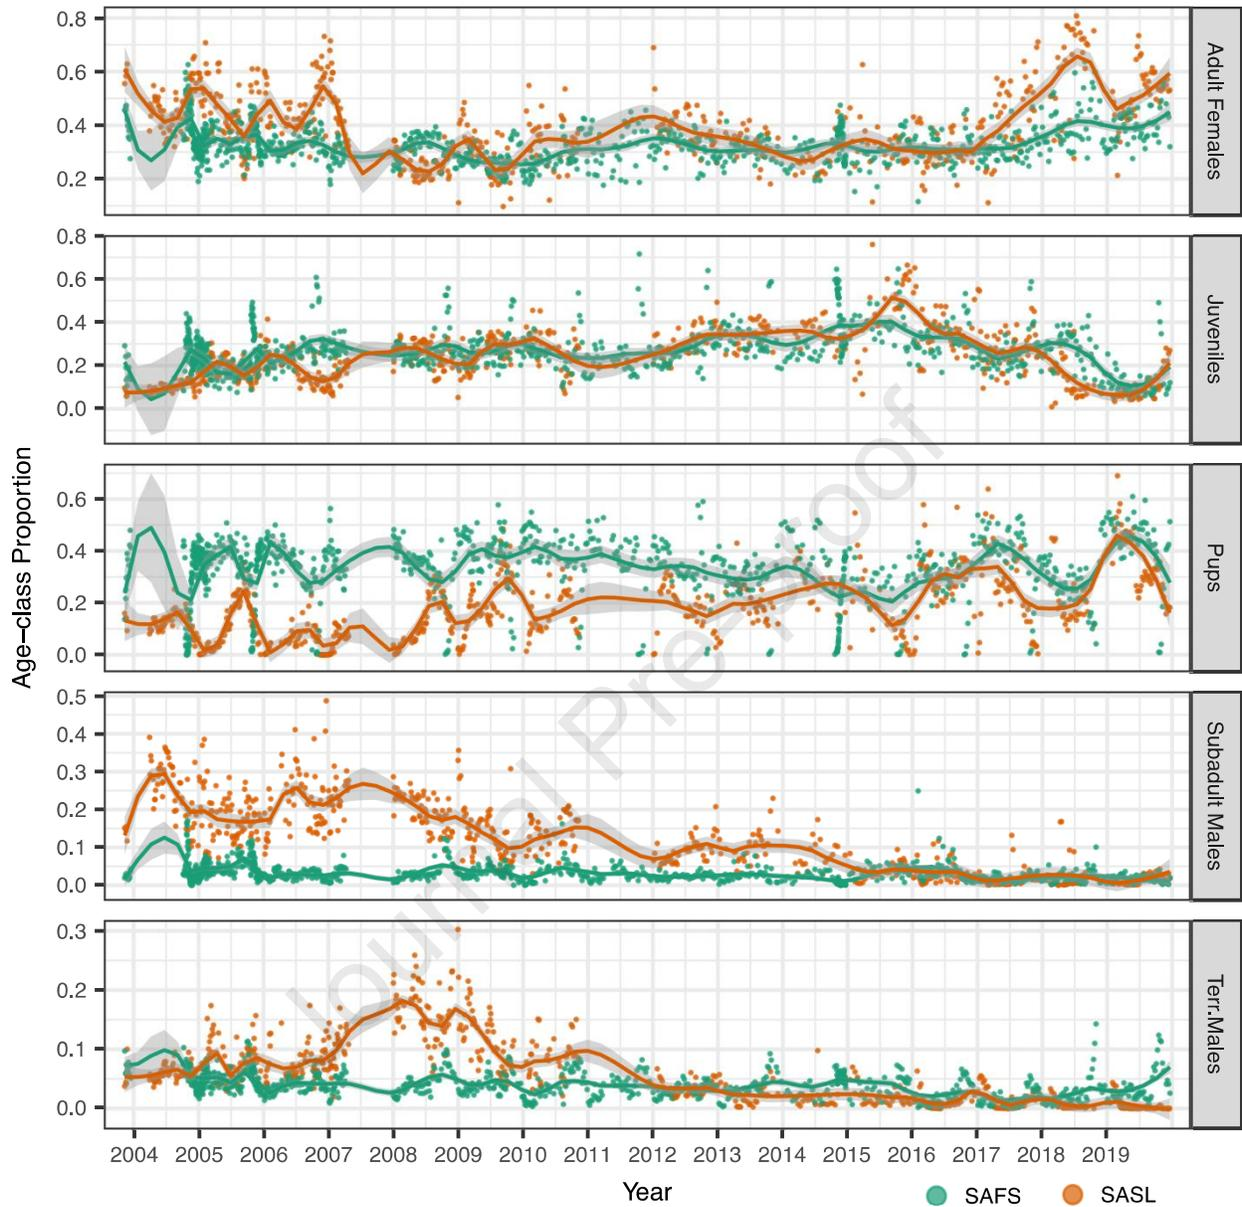 0.8
0.6
0.4
0.2
Adult Females
0.8
0.6
0.4
0.2
0.0
Juveniles
0.6
0.4
0.2
0.0
Pups
0.5
0.4
0.3
0.2
0.1
0.0
Subadult Males
0.3
0.2
0.1
0.0
Terr.Males
Age−class Proportion
2004 2005 2006 2007 2008 2009 2010 2011 2012 2013 2014 2015 2016 2017 2018 2019
Year
SAFS SASL
Journal Pre-proof